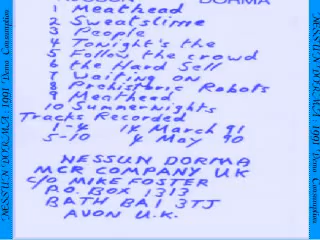 NESSUN DORMA
1 Meathead
2 Sweatslime
3 People
4 Tonight's the
5 Follow the crowd
6 the Hard Sell
7 Waiting on
8 Prehistoric Robots
9 Meathead
10 Summernights
Tracks Recorded
1-4 14 March 91
5-10 4 May 90
NESSUN DORMA
MCR COMPANY UK
C/O MIKE FOSTER
P.O. BOX 1313
BATH BA1 3TJ
AVON U.K.
NESSUN DORMA 1991 "Demo Consumption"
NESSUN DORMA 1991 "Demo Consumption"